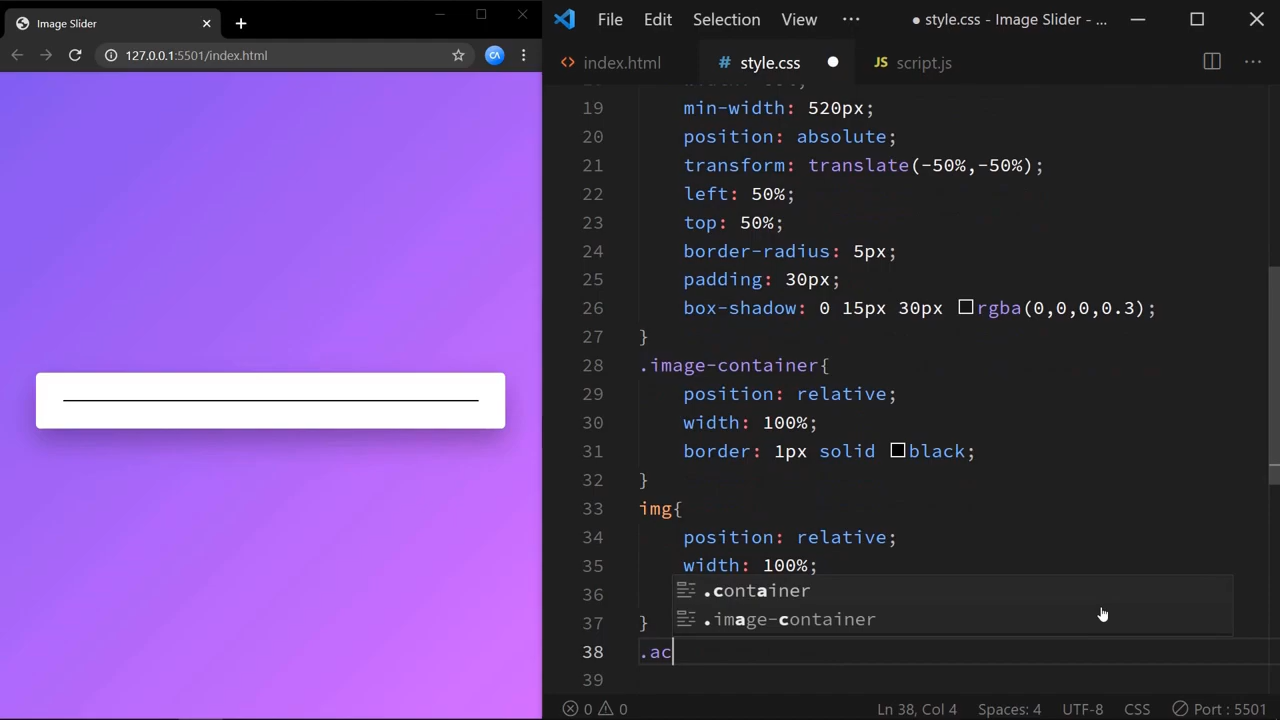 Image Slider
127.0.0.1:5501/index.html
CA
File Edit Selection View ··· ● style.css - Image Slider - ...
<> index.html # style.css ● JS script.js ···
19 min-width: 520px;
20 position: absolute;
21 transform: translate(-50%,-50%);
22 left: 50%;
23 top: 50%;
24 border-radius: 5px;
25 padding: 30px;
26 box-shadow: 0 15px 30px rgba(0,0,0,0.3);
27 }
28 .image-container{
29 position: relative;
30 width: 100%;
31 border: 1px solid black;
32 }
33 img{
34 position: relative;
35 width: 100%;
36
.container
.image-container
37 }
38 .ac
39
0 0 Ln 38, Col 4 Spaces: 4 UTF-8 CSS Port : 5501